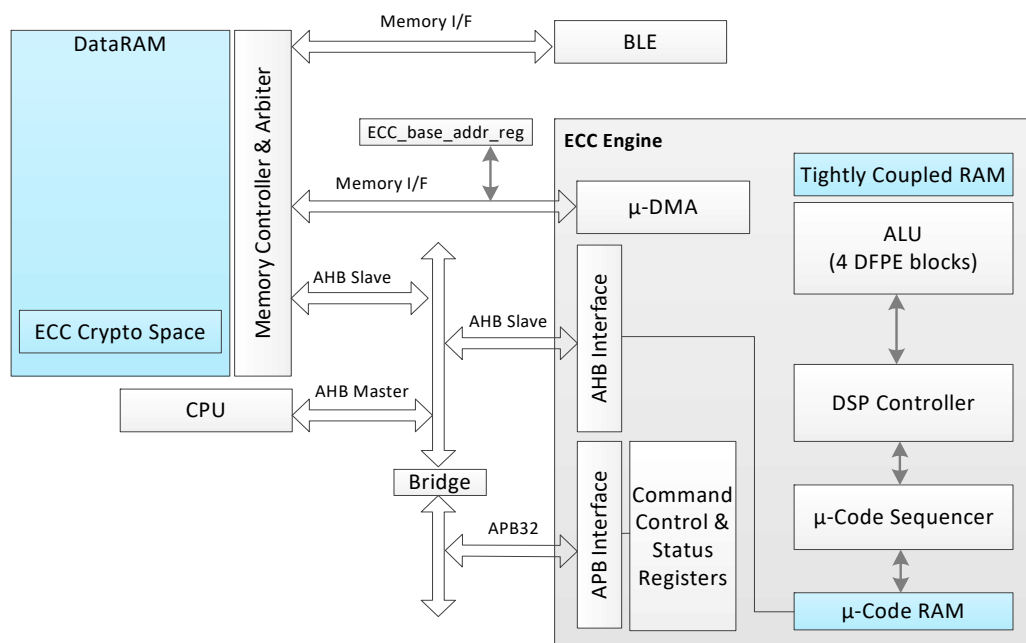 DataRAM
Memory Controller & Arbiter
Memory I/F
BLE
ECC_base_addr_reg
ECC Engine
Tightly Coupled RAM
Memory I/F
µ-DMA
ALU
(4 DFPE blocks)
AHB Slave
AHB Slave
AHB Interface
ECC Crypto Space
CPU
AHB Master
DSP Controller
Bridge
APB32
APB Interface
Command
Control &
Status
Registers
µ-Code Sequencer
µ-Code RAM